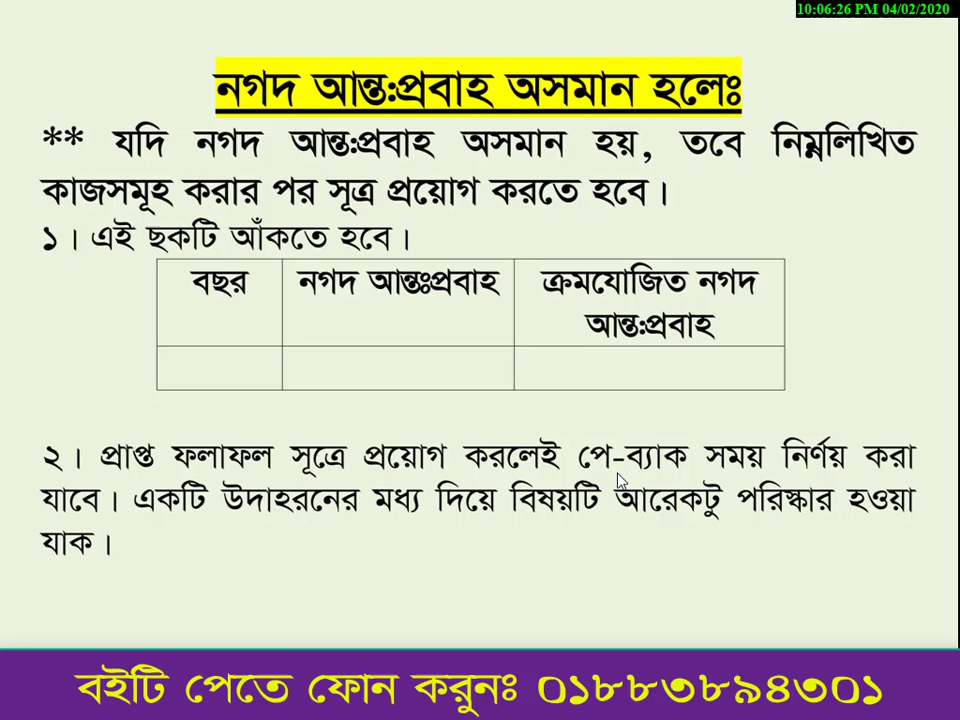 10:06:26 PM 04/02/2020
নগদ আন্ত:প্রবাহ অসমান হলেঃ
** যদি নগদ আন্ত:প্রবাহ অসমান হয়, তবে নিম্নলিখিত
কাজসমূহ করার পর সূত্র প্রয়োগ করতে হবে।
১। এই ছকটি আঁকতে হবে।
বছর নগদ আন্তঃপ্রবাহ ক্রমযোজিত নগদ
আন্ত:প্রবাহ
২। প্রাপ্ত ফলাফল সূত্রে প্রয়োগ করলেই পে-ব্যাক সময় নির্ণয় করা
যাবে। একটি উদাহরনের মধ্য দিয়ে বিষয়টি আরেকটু পরিষ্কার হওয়া
যাক।
বইটি পেতে ফোন করুনঃ ০১৮৮৩৮৯৪৩০১